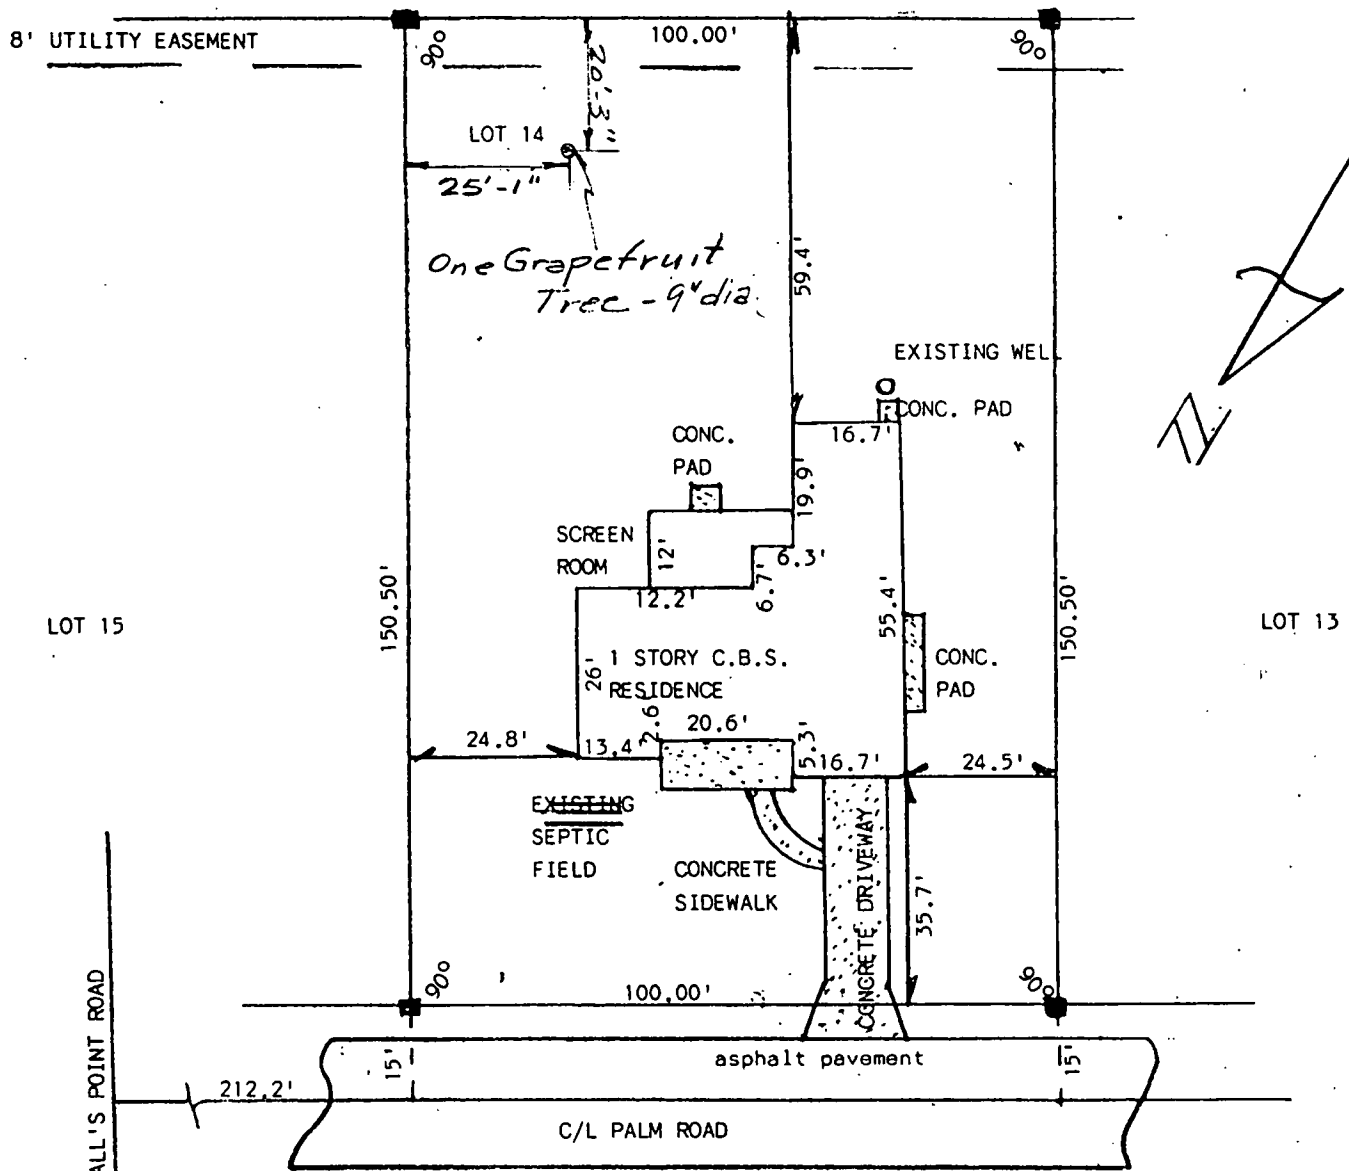 8' UTILITY EASEMENT
90°
100.00'
90°
20'-3"
LOT 14
25'-1"
One Grapefruit
Tree - 9" dia.
59.4'
EXISTING WELL
CONC. PAD
16.7'
CONC.
PAD
19.9'
N
SCREEN
ROOM
12'
6.3'
6.7'
12.2'
150.50'
55.4'
150.50'
LOT 15
LOT 13
1 STORY C.B.S.
RESIDENCE
26'
CONC.
PAD
2.6'
20.6'
5.3'
24.8'
13.4
16.7'
24.5'
EXISTING
SEPTIC
FIELD
CONCRETE
SIDEWALK
CONCRETE DRIVEWAY
35.7'
90°
100.00'
90°
ALL'S POINT ROAD
15'
asphalt pavement
15'
212.2'
C/L PALM ROAD